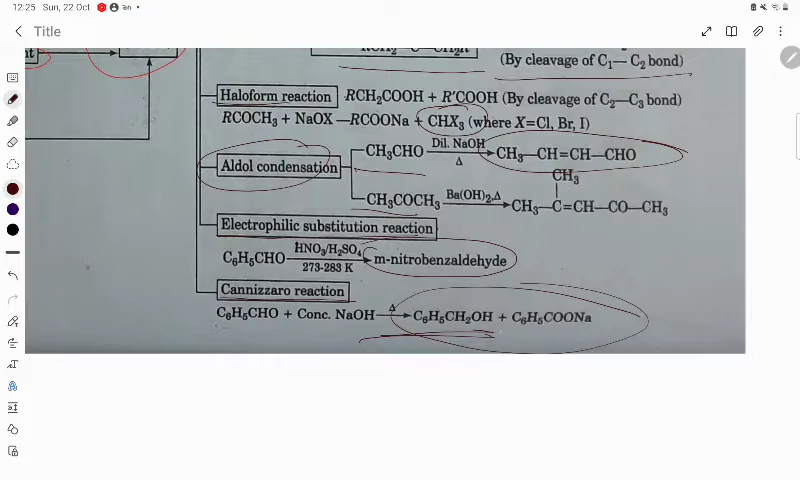 12:25 Sun, 22 Oct
Title
(By cleavage of C₁—C₂ bond)
Haloform reaction RCH₂COOH + R′COOH (By cleavage of C₂—C₃ bond)
RCOCH₃ + NaOX —RCOONa + CHX₃ (where X=Cl, Br, I)
Aldol condensation
CH₃CHO Dil. NaOH Δ CH₃—CH=CH—CHO
CH₃
CH₃COCH₃ Ba(OH)₂,Δ CH₃—C=CH—CO—CH₃
Electrophilic substitution reaction
C₆H₅CHO HNO₃/H₂SO₄ 273-283 K m-nitrobenzaldehyde
Cannizzaro reaction
C₆H₅CHO + Conc. NaOH Δ C₆H₅CH₂OH + C₆H₅COONa